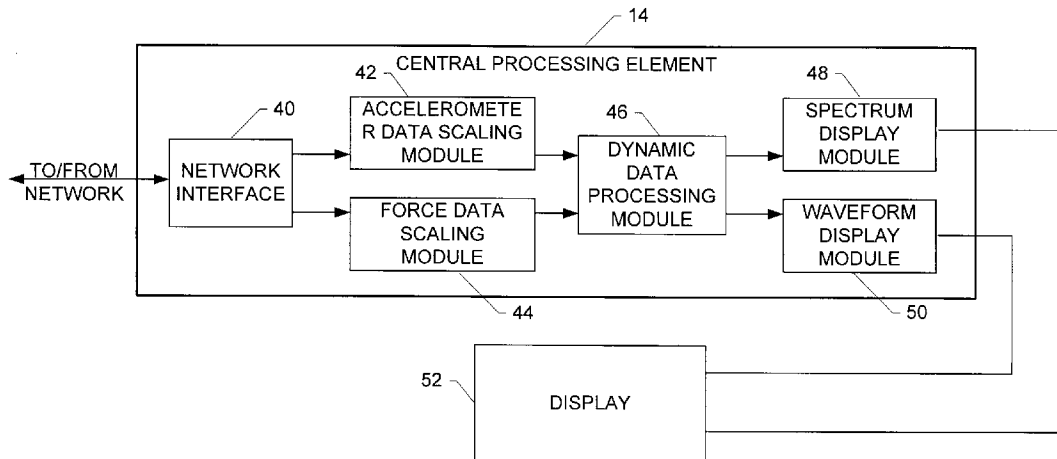 14
CENTRAL PROCESSING ELEMENT
42
48
40
ACCELEROMETE
R DATA SCALING
MODULE
46
SPECTRUM
DISPLAY
MODULE
TO/FROM
NETWORK
NETWORK
INTERFACE
DYNAMIC
DATA
PROCESSING
MODULE
FORCE DATA
SCALING
MODULE
WAVEFORM
DISPLAY
MODULE
44
50
52
DISPLAY